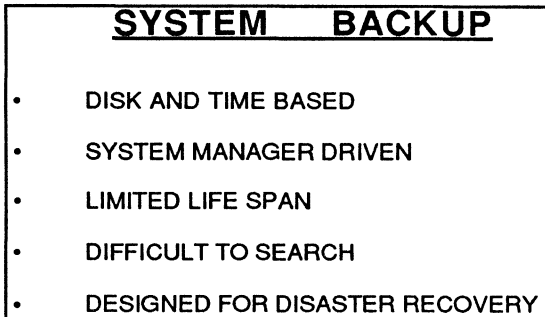 SYSTEM BACKUP
• DISK AND TIME BASED
• SYSTEM MANAGER DRIVEN
• LIMITED LIFE SPAN
• DIFFICULT TO SEARCH
• DESIGNED FOR DISASTER RECOVERY